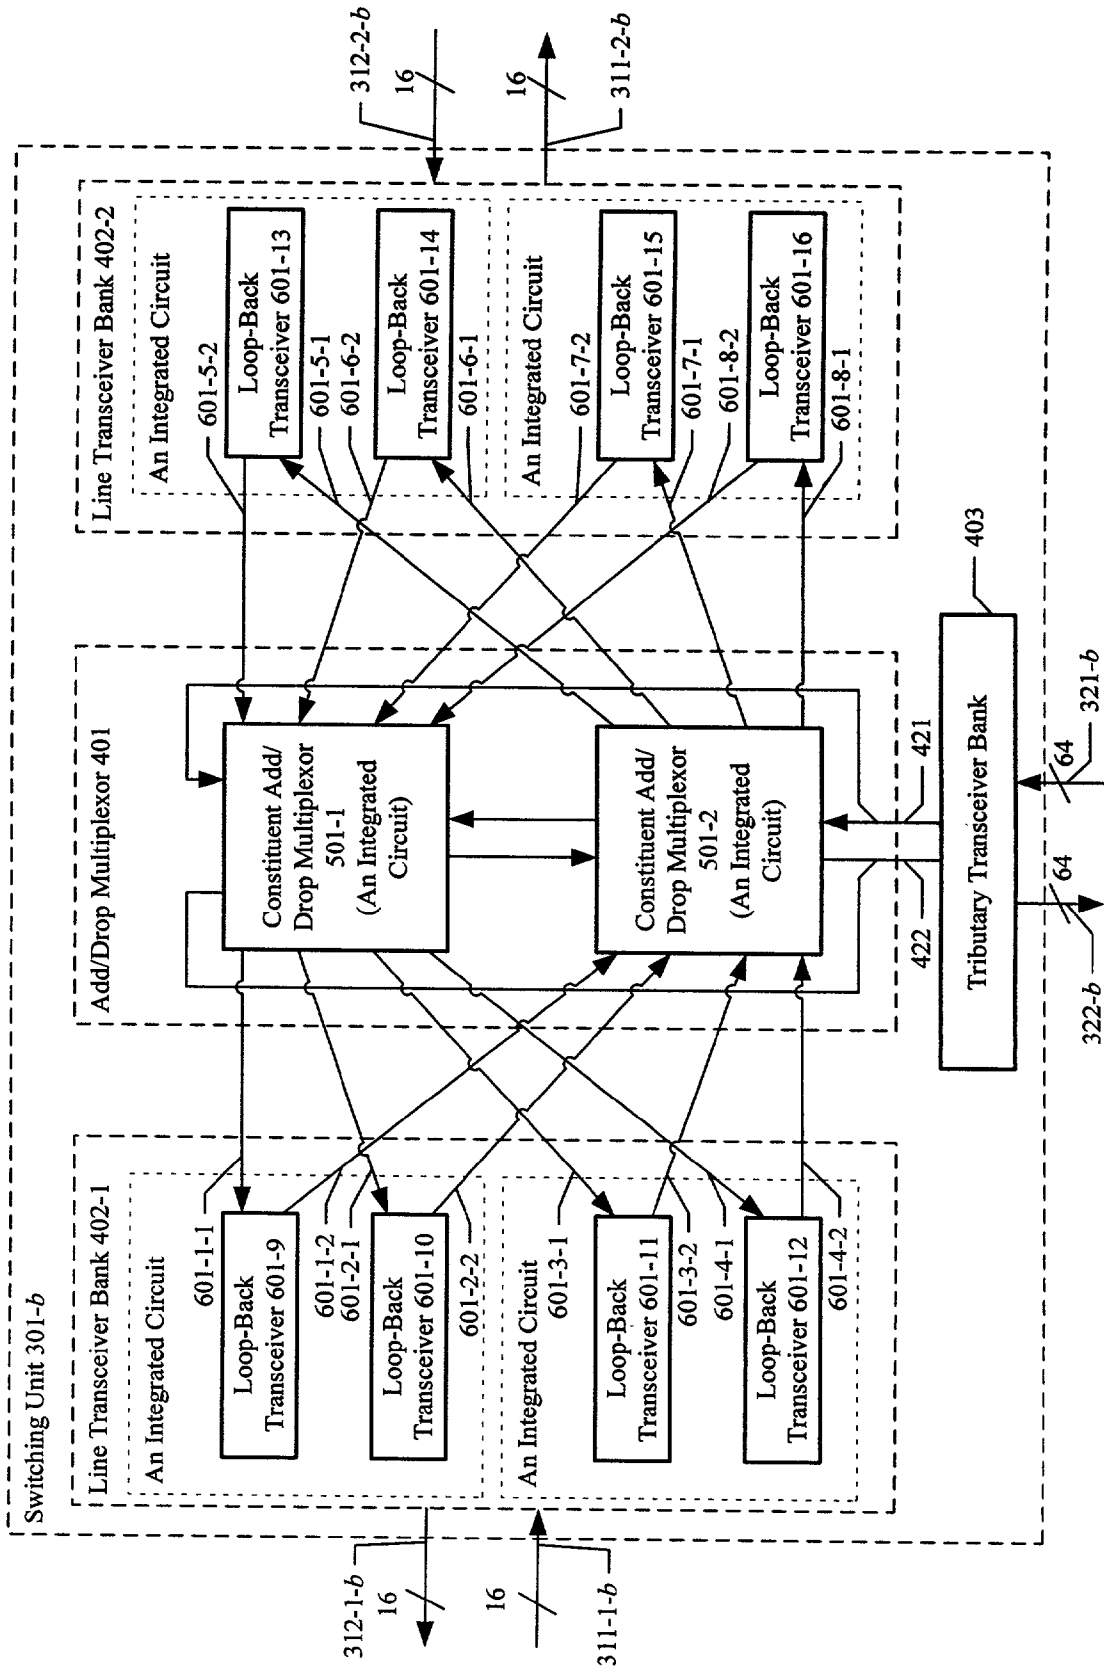 Switching Unit 301-b
Line Transceiver Bank 402-1
An Integrated Circuit
601-1-1
Loop-Back
Transceiver 601-9
601-1-2
601-2-1
Loop-Back
Transceiver 601-10
601-2-2
An Integrated Circuit
601-3-1
Loop-Back
Transceiver 601-11
601-3-2
601-4-1
Loop-Back
Transceiver 601-12
601-4-2
312-1-b
16
16
311-1-b
Add/Drop Multiplexor 401
Constituent Add/
Drop Multiplexor
501-1
(An Integrated
Circuit)
Constituent Add/
Drop Multiplexor
501-2
(An Integrated
Circuit)
422
421
Line Transceiver Bank 402-2
An Integrated Circuit
601-5-2
Loop-Back
Transceiver 601-13
601-5-1
601-6-2
Loop-Back
Transceiver 601-14
601-6-1
An Integrated Circuit
601-7-2
Loop-Back
Transceiver 601-15
601-7-1
601-8-2
Loop-Back
Transceiver 601-16
601-8-1
312-2-b
16
16
311-2-b
403
Tributary Transceiver Bank
64
322-b
64
321-b